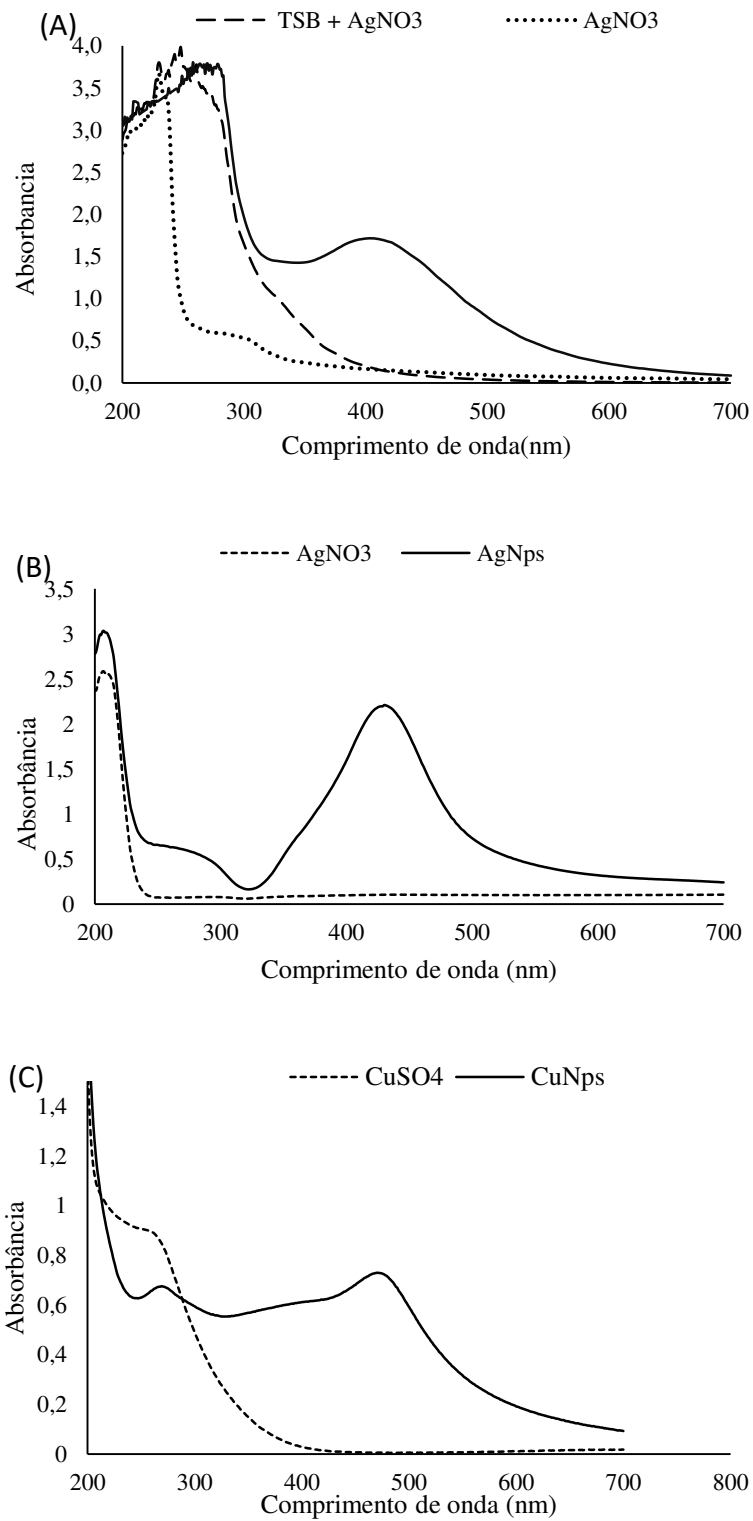 (A)
TSB + AgNO3 AgNO3
4,0
3,5
3,0
2,5
2,0
1,5
1,0
0,5
0,0
Absorbancia
200 300 400 500 600 700
Comprimento de onda(nm)
(B)
AgNO3 AgNps
3,5
3
2,5
2
1,5
1
0,5
0
Absorbância
200 300 400 500 600 700
Comprimento de onda (nm)
(C)
CuSO4 CuNps
1,4
1,2
1
0,8
0,6
0,4
0,2
0
Absorbância
200 300 400 500 600 700 800
Comprimento de onda (nm)